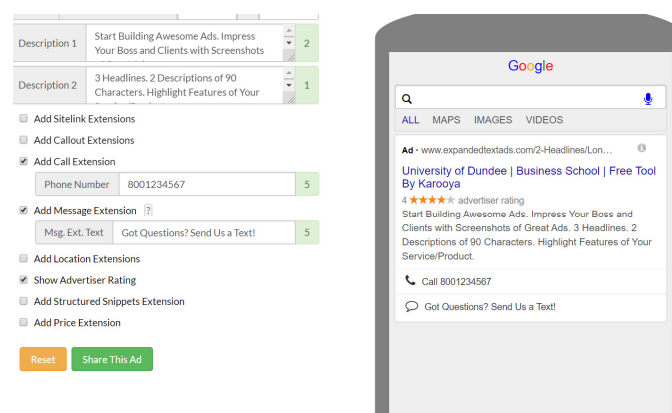 Description 1
Start Building Awesome Ads. Impress
Your Boss and Clients with Screenshots
2
Description 2
3 Headlines. 2 Descriptions of 90
Characters. Highlight Features of Your
1
Add Sitelink Extensions
Add Callout Extensions
Add Call Extension
Phone Number 8001234567 5
Add Message Extension ?
Msg. Ext. Text Got Questions? Send Us a Text! 5
Add Location Extensions
Show Advertiser Rating
Add Structured Snippets Extension
Add Price Extension
Reset Share This Ad
Google
ALL MAPS IMAGES VIDEOS
Ad · www.expandedtextads.com/2-Headlines/Lon...
University of Dundee | Business School | Free Tool
By Karooya
4 ★★★★★ advertiser rating
Start Building Awesome Ads. Impress Your Boss and
Clients with Screenshots of Great Ads. 3 Headlines. 2
Descriptions of 90 Characters. Highlight Features of Your
Service/Product.
Call 8001234567
Got Questions? Send Us a Text!